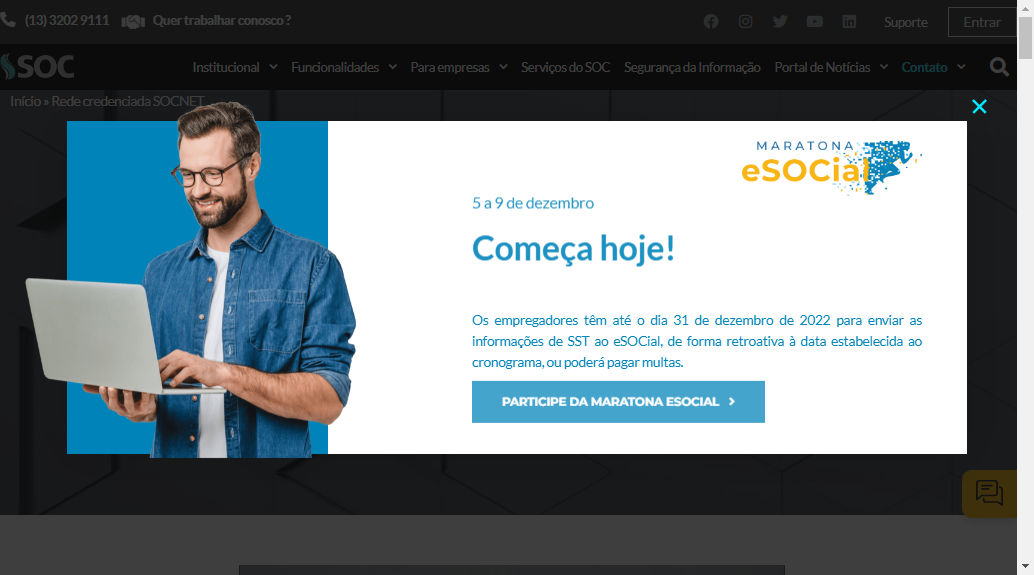 (13) 3202 9111 Quer trabalhar conosco ? Suporte Entrar
SOC Institucional Funcionalidades Para empresas Serviços do SOC Segurança da Informação Portal de Notícias Contato
Início » Rede credenciada SOCNET
MARATONA
eSOCial
5 a 9 de dezembro
Começa hoje!
Os empregadores têm até o dia 31 de dezembro de 2022 para enviar as
informações de SST ao eSOCial, de forma retroativa à data estabelecida ao
cronograma, ou poderá pagar multas.
PARTICIPE DA MARATONA ESOCIAL